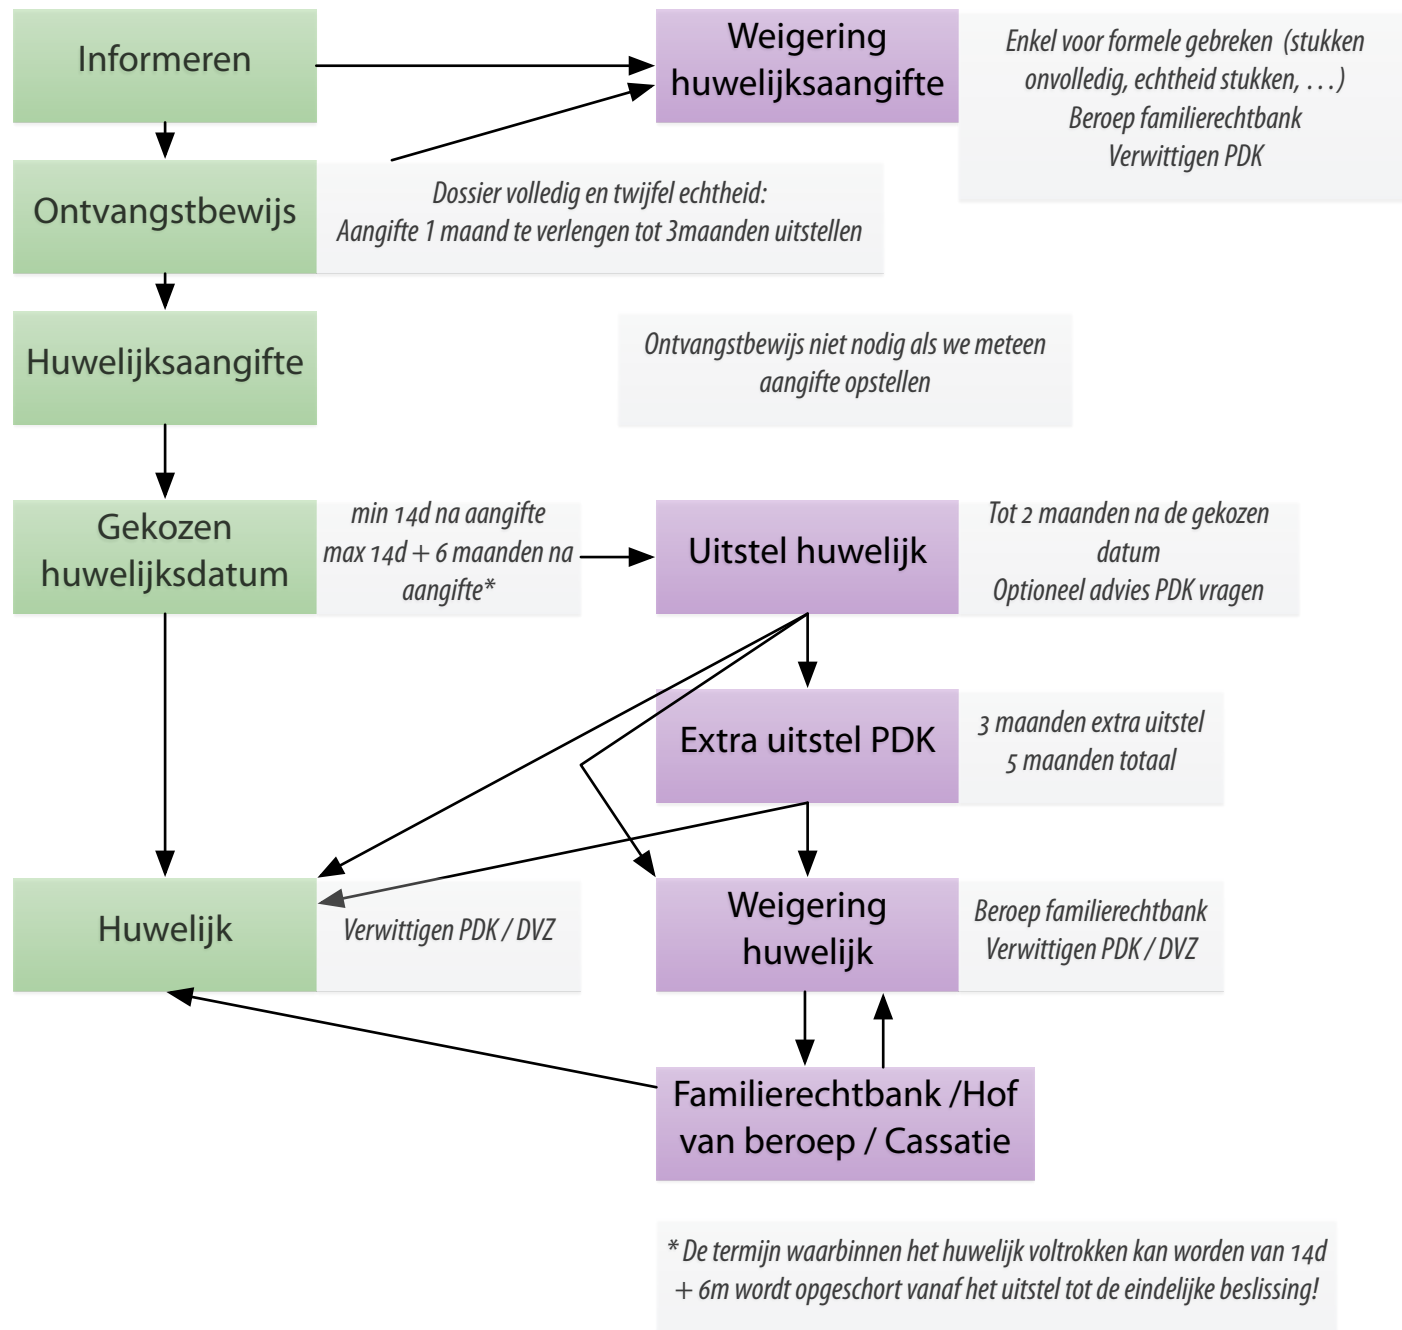 Informeren
Weigering
huwelijksaangifte
Enkel voor formele gebreken (stukken
onvolledig, echtheid stukken, ...)
Beroep familierechtbank
Verwittigen PDK
Ontvangstbewijs
Dossier volledig en twijfel echtheid:
Aangifte 1 maand te verlengen tot 3maanden uitstellen
Huwelijksaangifte
Ontvangstbewijs niet nodig als we meteen
aangifte opstellen
Gekozen
huwelijksdatum
min 14d na aangifte
max 14d + 6 maanden na
aangifte*
Uitstel huwelijk
Tot 2 maanden na de gekozen
datum
Optioneel advies PDK vragen
Extra uitstel PDK
3 maanden extra uitstel
5 maanden totaal
Huwelijk
Verwittigen PDK / DVZ
Weigering
huwelijk
Beroep familierechtbank
Verwittigen PDK / DVZ
Familierechtbank /Hof
van beroep / Cassatie
* De termijn waarbinnen het huwelijk voltrokken kan worden van 14d
+ 6m wordt opgeschort vanaf het uitstel tot de eindelijke beslissing!